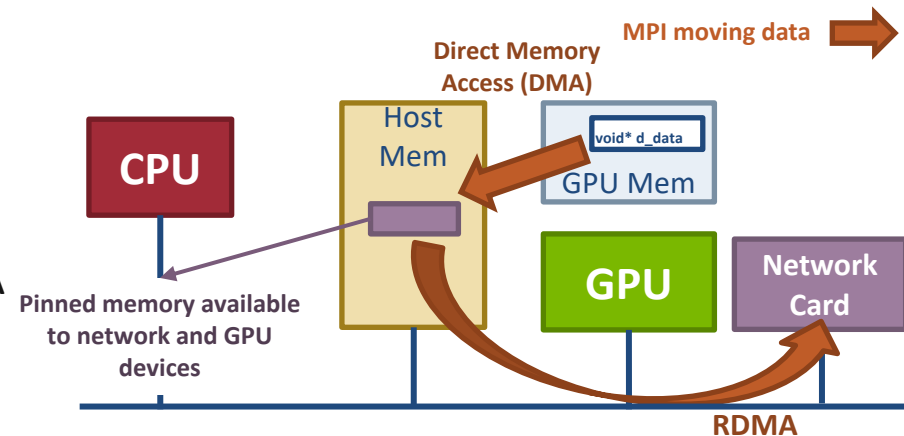 MPI moving data
Direct Memory
Access (DMA)
Host
Mem
void* d_data
GPU Mem
CPU
GPU
Network
Card
A
Pinned memory available
to network and GPU
devices
RDMA